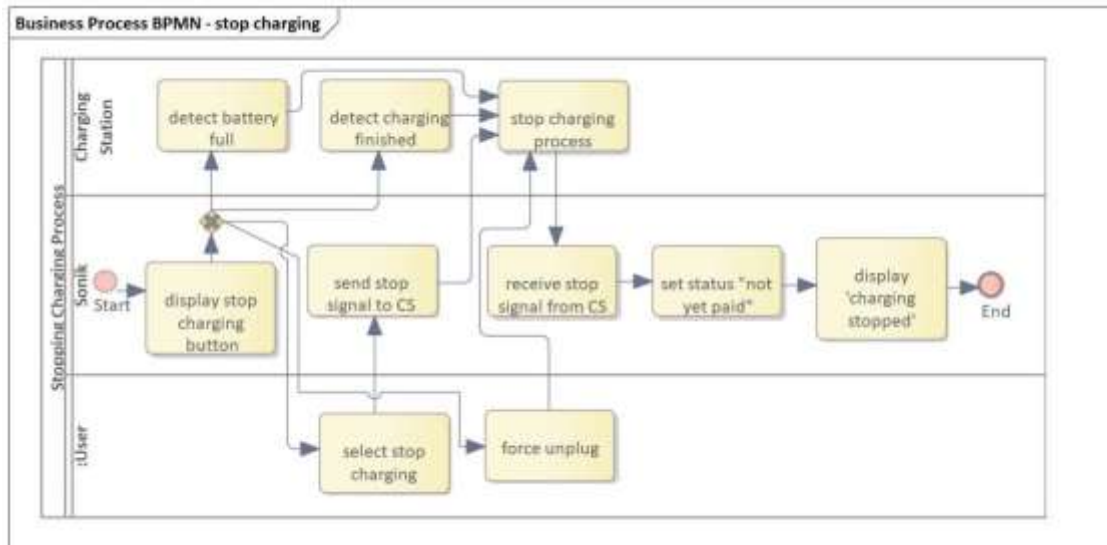 Business Process BPMN - stop charging
Stopping Charging Process
Charging
Station
detect battery
full
detect charging
finished
stop charging
process
Sonik
Start
display stop
charging
button
send stop
signal to CS
receive stop
signal from CS
set status "not
yet paid"
display
'charging
stopped'
End
:User
select stop
charging
force unplug